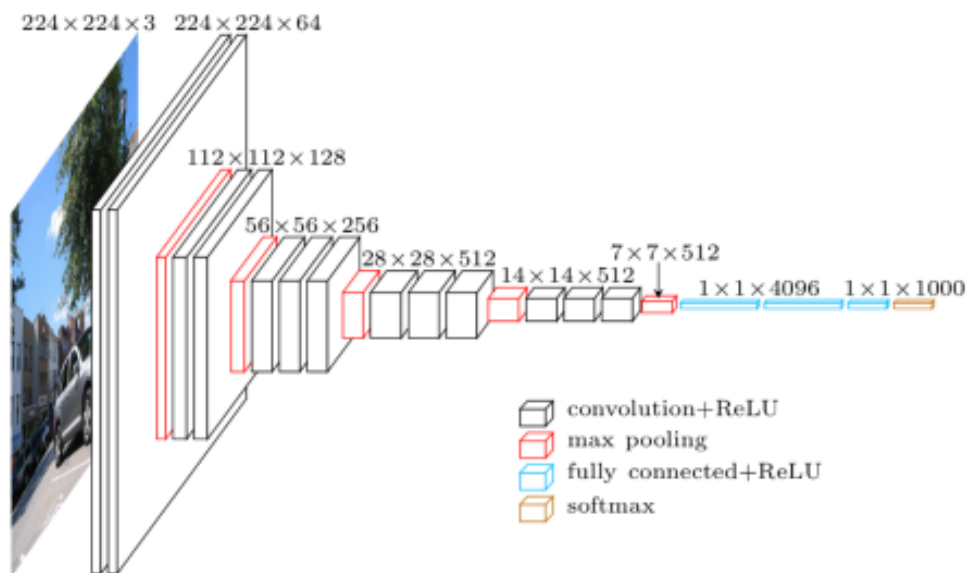 224×224×3
224×224×64
112×112×128
56×56×256
28×28×512
14×14×512
7×7×512
1×1×4096
1×1×1000
convolution+ReLU
max pooling
fully connected+ReLU
softmax